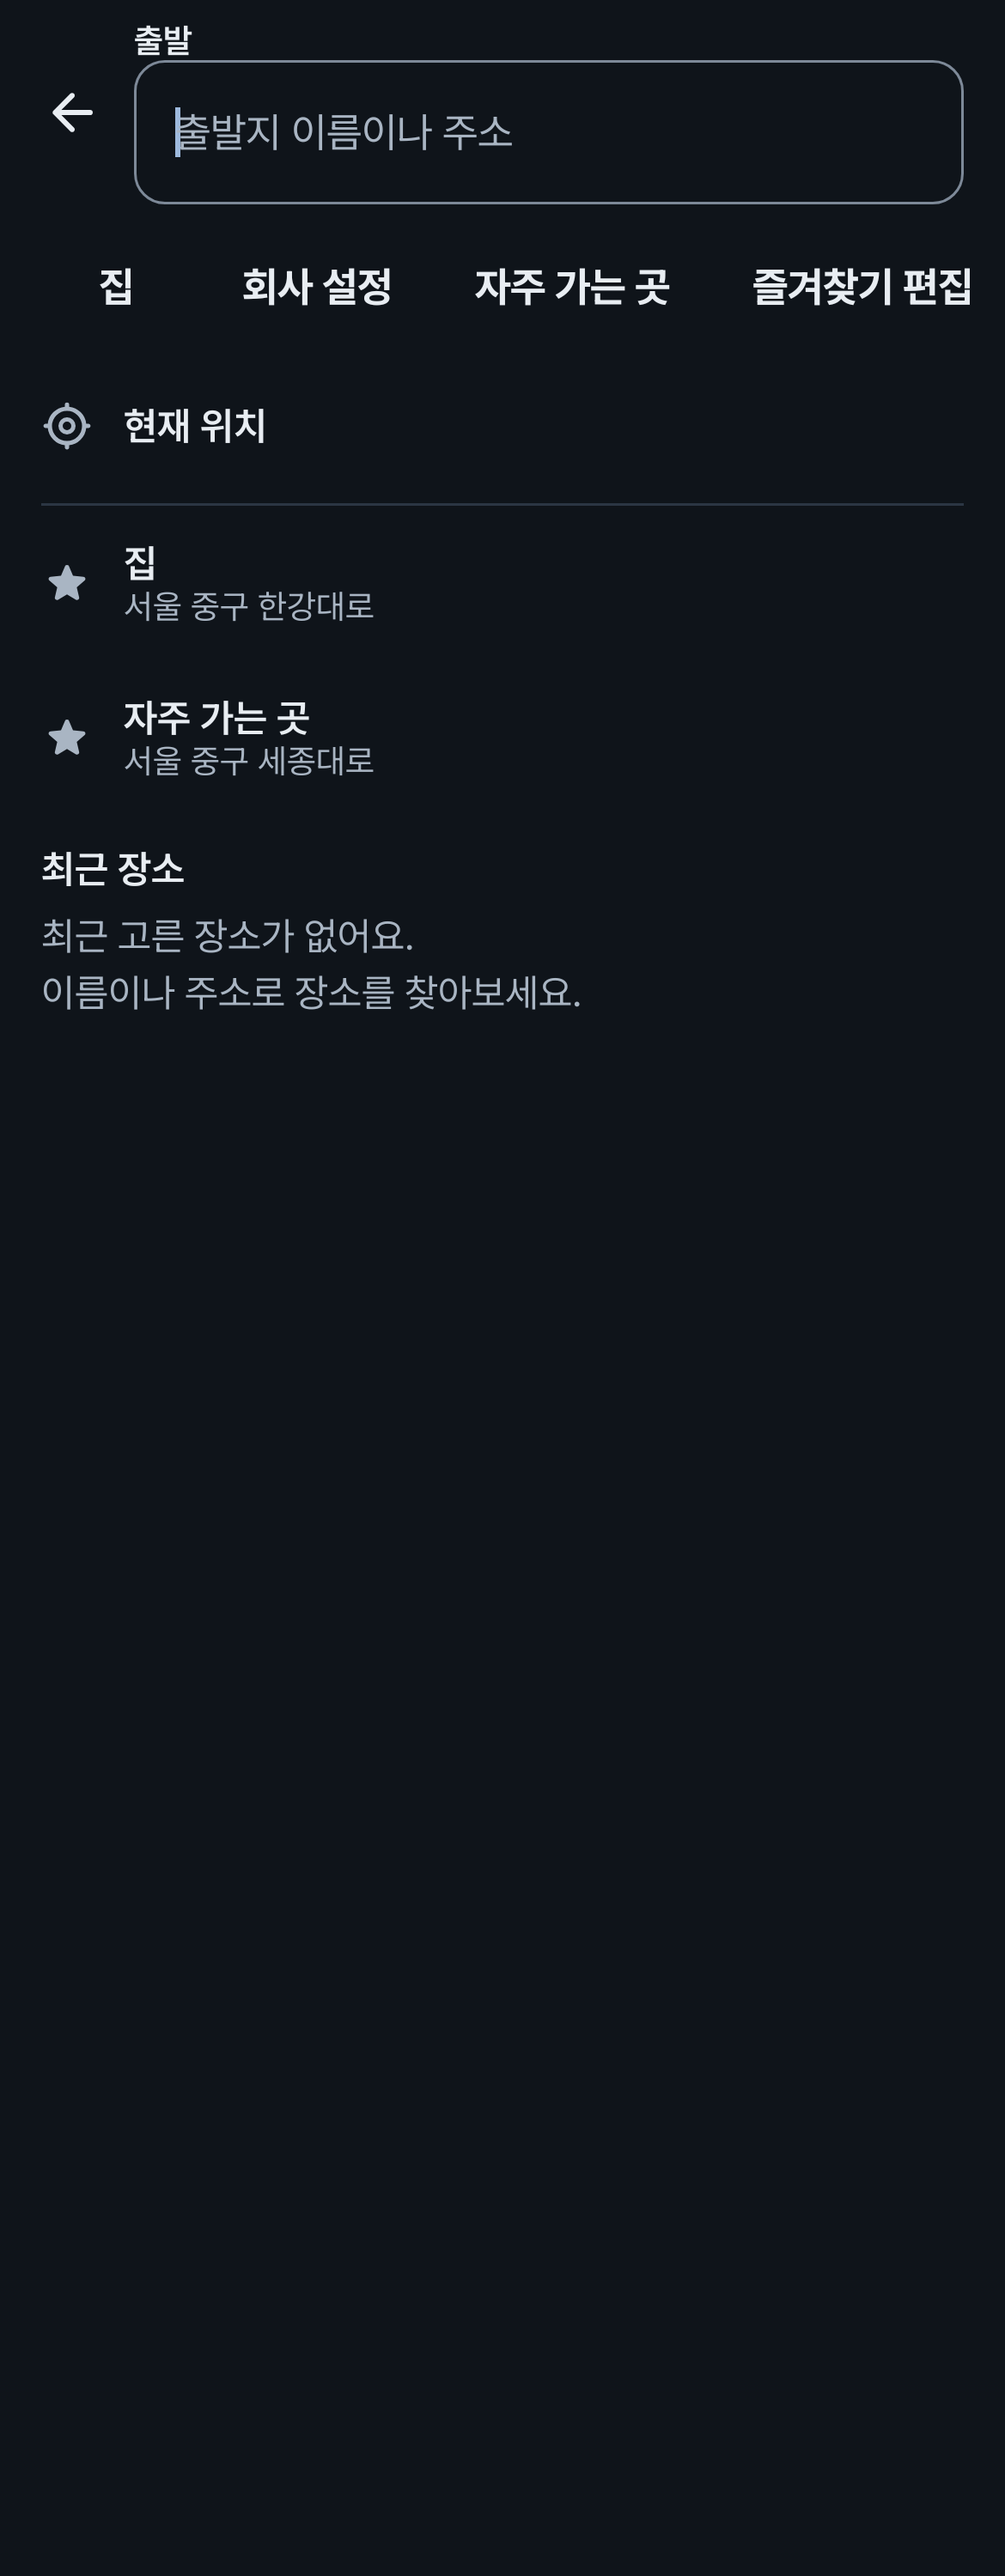 출발
출발지 이름이나 주소
집 회사 설정 자주 가는 곳 즐겨찾기 편집
현재 위치
집
서울 중구 한강대로
자주 가는 곳
서울 중구 세종대로
최근 장소
최근 고른 장소가 없어요.
이름이나 주소로 장소를 찾아보세요.